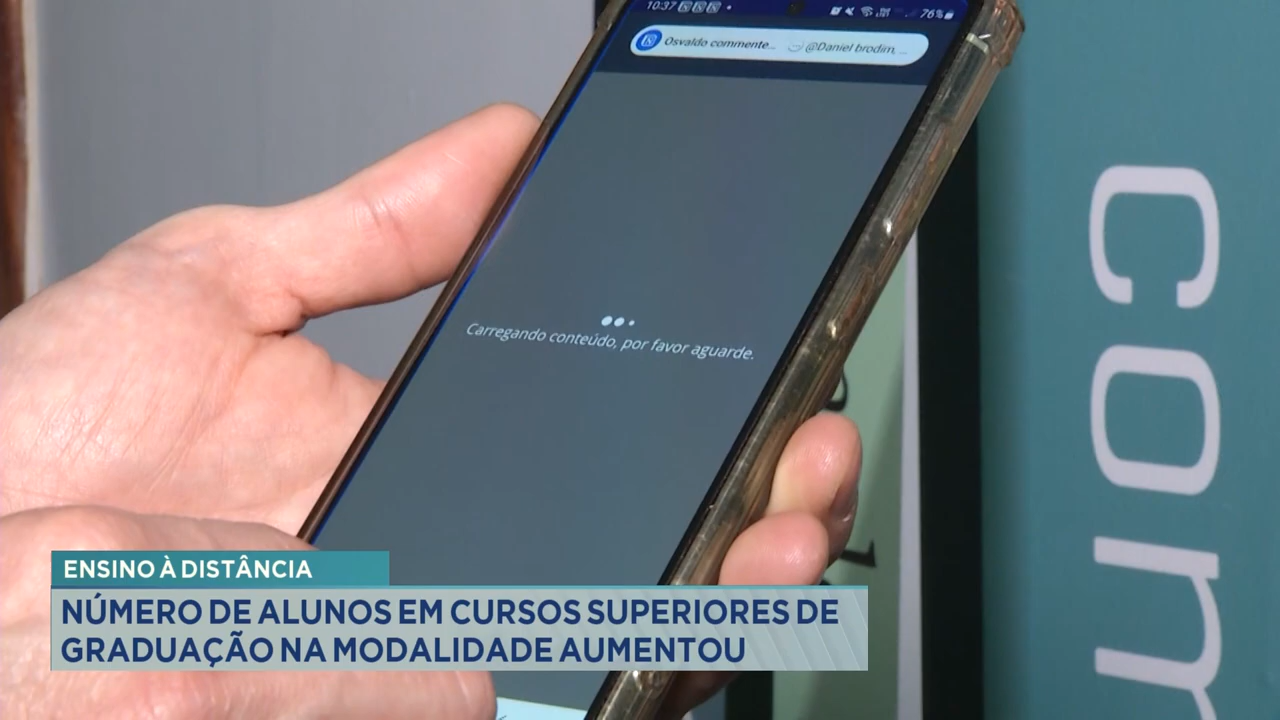 10:37
76%
Osvaldo commente... @Daniel brodim, ...
Carregando conteúdo, por favor aguarde.
com
ENSINO À DISTÂNCIA
NÚMERO DE ALUNOS EM CURSOS SUPERIORES DE
GRADUAÇÃO NA MODALIDADE AUMENTOU